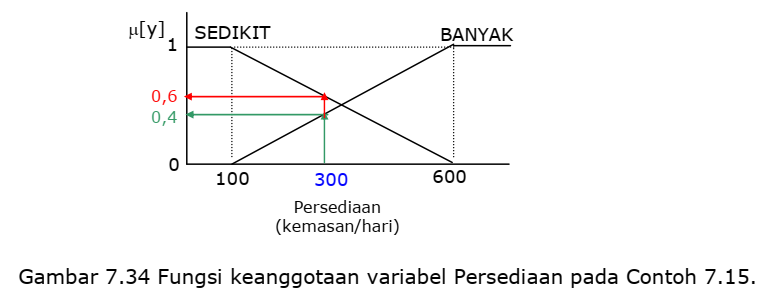 μ[y]
SEDIKIT
BANYAK
1
0,6
0,4
0
100
300
600
Persediaan
(kemasan/hari)
Gambar 7.34 Fungsi keanggotaan variabel Persediaan pada Contoh 7.15.